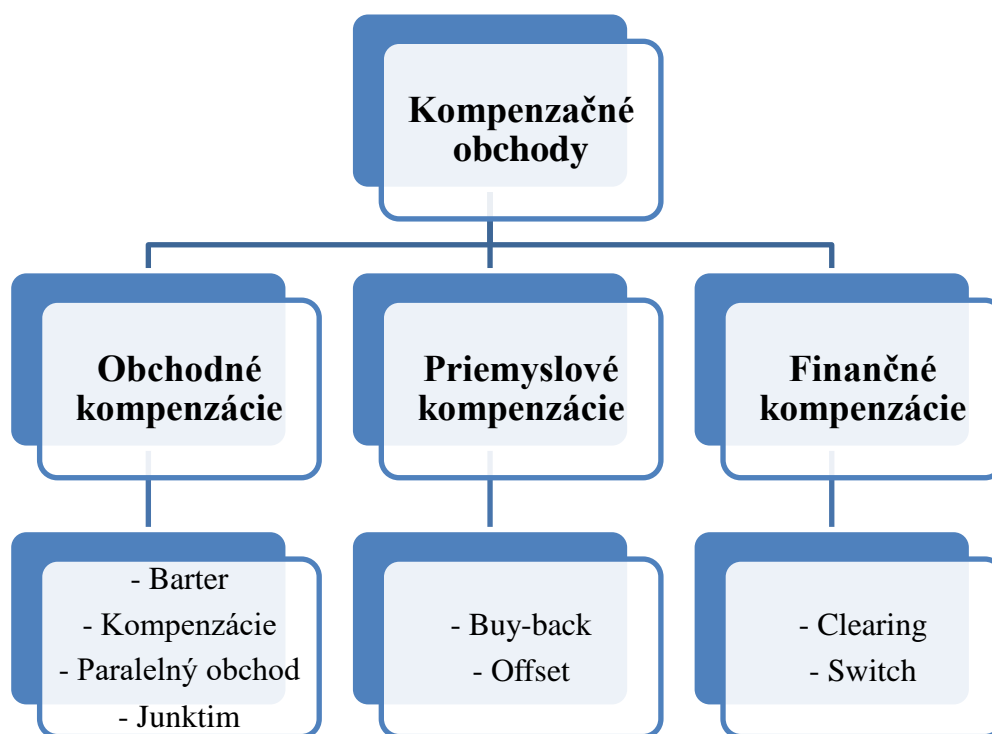 Kompenzačné
obchody
Obchodné
kompenzácie
Priemyslové
kompenzácie
Finančné
kompenzácie
- Barter
- Kompenzácie
- Paralelný obchod
- Junktim
- Buy-back
- Offset
- Clearing
- Switch